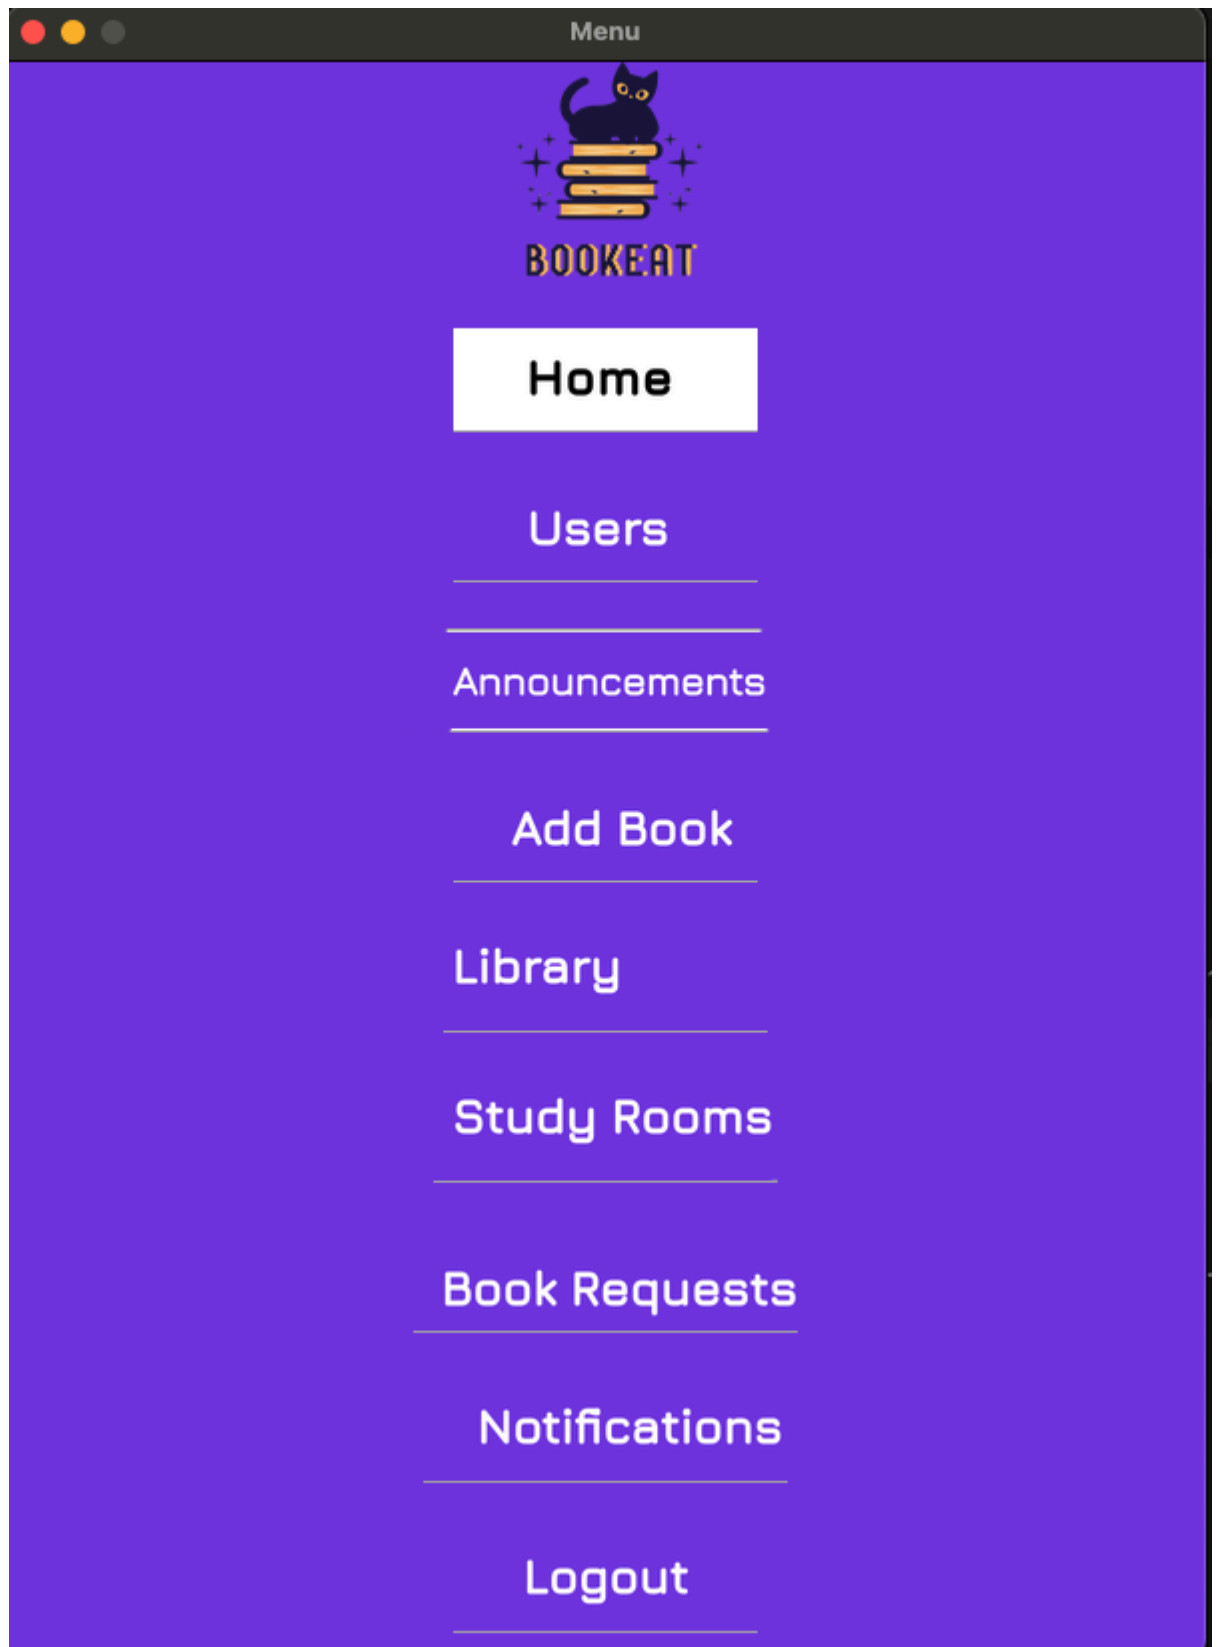 Menu
BOOKEAT
Home
Users
Announcements
Add Book
Library
Study Rooms
Book Requests
Notifications
Logout